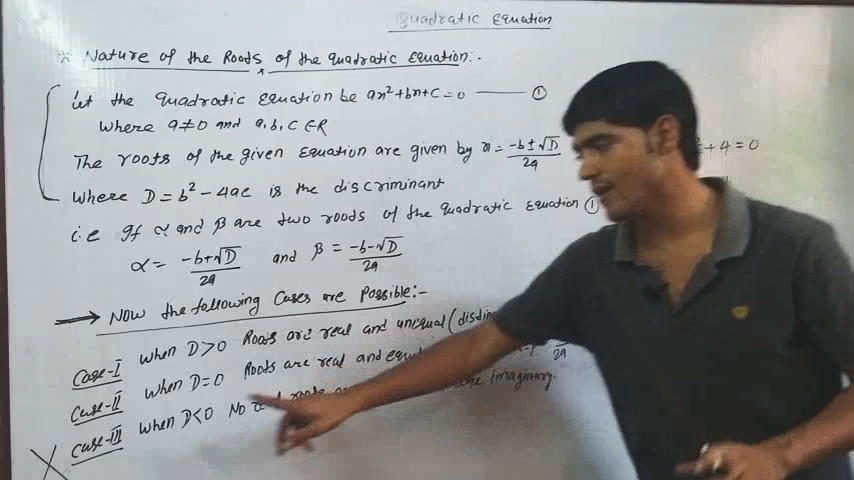 Quadratic Equation
* Nature of the Roots of the quadratic Equation:-
Let the quadratic Equation be ax²+bx+c=0 —— ①
Where a≠0 and a,b,c ∈R
The roots of the given Equation are given by x = (-b±√D)/2a
+4=0
Where D=b²-4ac is the discriminant
i.e If α and β are two roots of the quadratic Equation ①
α= (-b+√D)/2a and β = (-b-√D)/2a
→ Now the following Cases are Possible:-
Case-I When D>0 Roots are real and unequal (
Case-II When D=0 Roots are real and 2a
Case-III When D<0 No imaginary.